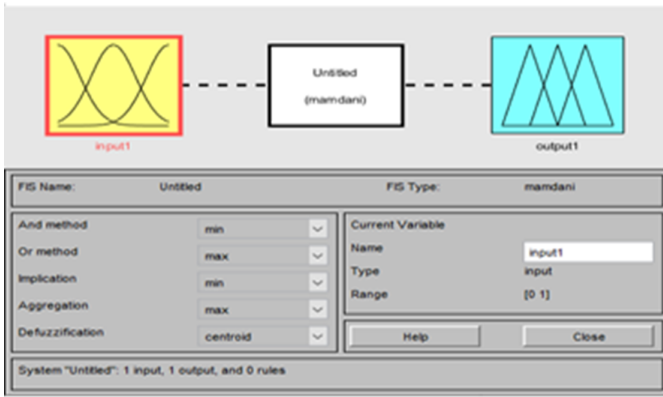 Untitled
(mamdani)
input1
output1
FIS Name: Untitled FIS Type: mamdani
And method min
Or method max
Implication min
Aggregation max
Defuzzification centroid
Current Variable
Name input1
Type input
Range [0 1]
Help Close
System "Untitled": 1 input, 1 output, and 0 rules